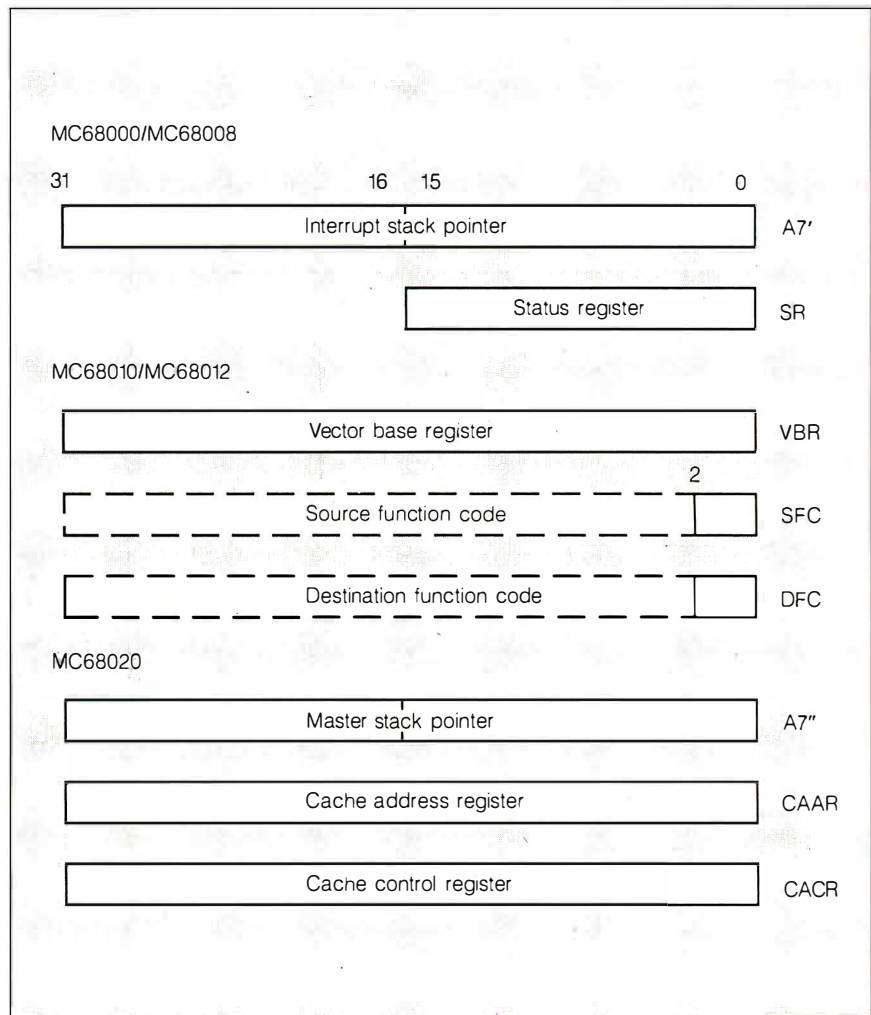 MC68000/MC68008
31 16 15 0
Interrupt stack pointer A7'
Status register SR
MC68010/MC68012
Vector base register VBR
2
Source function code SFC
Destination function code DFC
MC68020
Master stack pointer A7"
Cache address register CAAR
Cache control register CACR